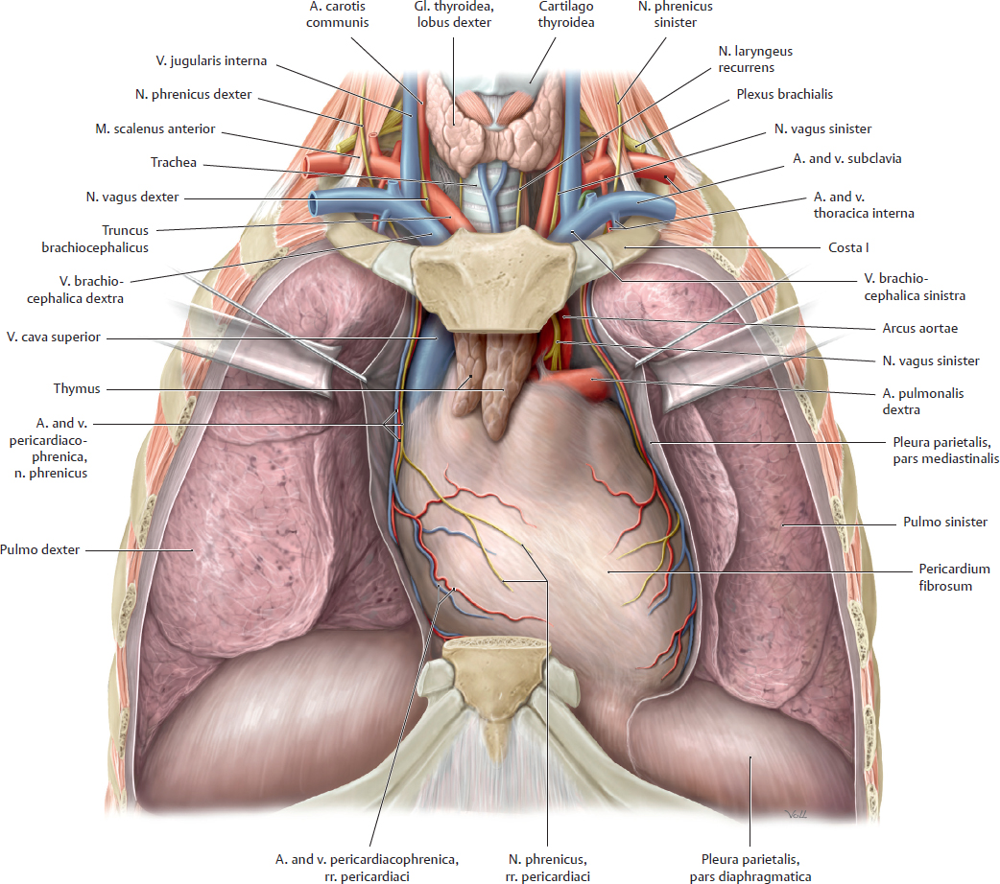 A. carotis
communis
Gl. thyroidea,
lobus dexter
Cartilago
thyroidea
N. phrenicus
sinister
V. jugularis interna
N. phrenicus dexter
M. scalenus anterior
Trachea
N. vagus dexter
Truncus
brachiocephalicus
V. brachio-
cephalica dextra
V. cava superior
Thymus
A. and v.
pericardiaco-
phrenica,
n. phrenicus
Pulmo dexter
N. laryngeus
recurrens
Plexus brachialis
N. vagus sinister
A. and v. subclavia
A. and v.
thoracica interna
Costa I
V. brachio-
cephalica sinistra
Arcus aortae
N. vagus sinister
A. pulmonalis
dextra
Pleura parietalis,
pars mediastinalis
Pulmo sinister
Pericardium
fibrosum
Voll
A. and v. pericardiacophrenica,
rr. pericardiaci
N. phrenicus,
rr. pericardiaci
Pleura parietalis,
pars diaphragmatica